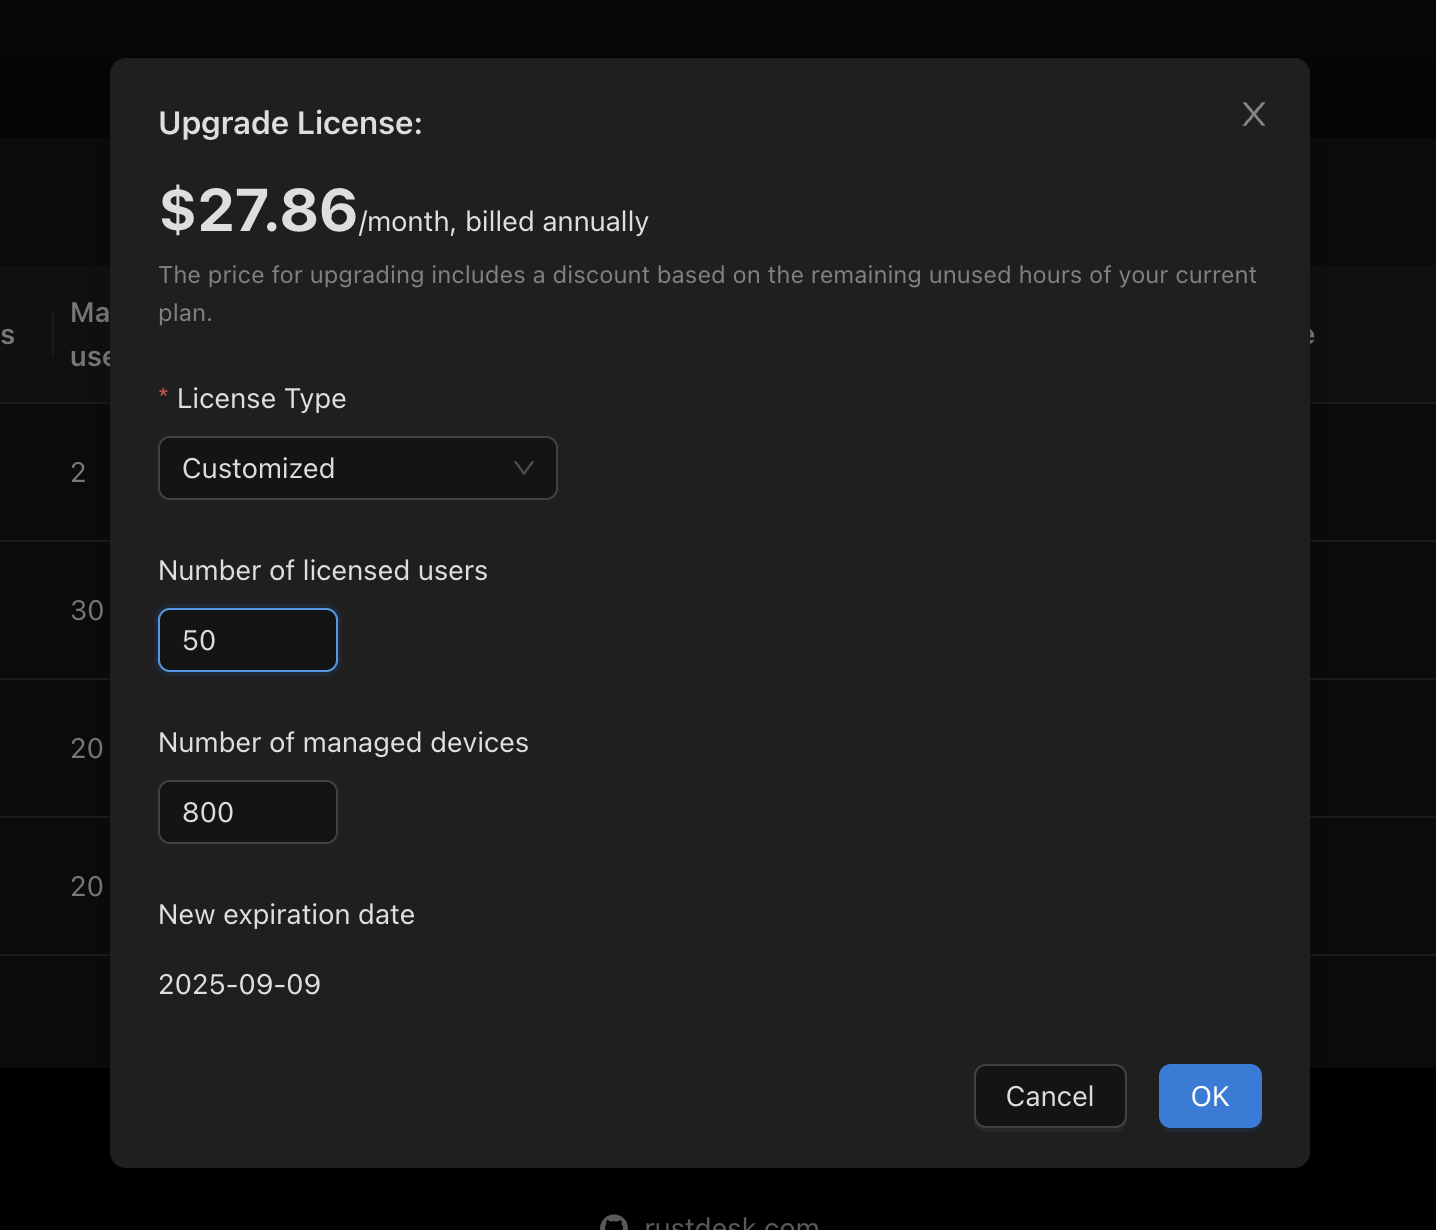 Upgrade License:
$27.86/month, billed annually
The price for upgrading includes a discount based on the remaining unused hours of your current
plan.
* License Type
Customized
Number of licensed users
50
Number of managed devices
800
New expiration date
2025-09-09
Cancel
OK
s
Ma
use
e
2
30
20
20
rustdesk.com